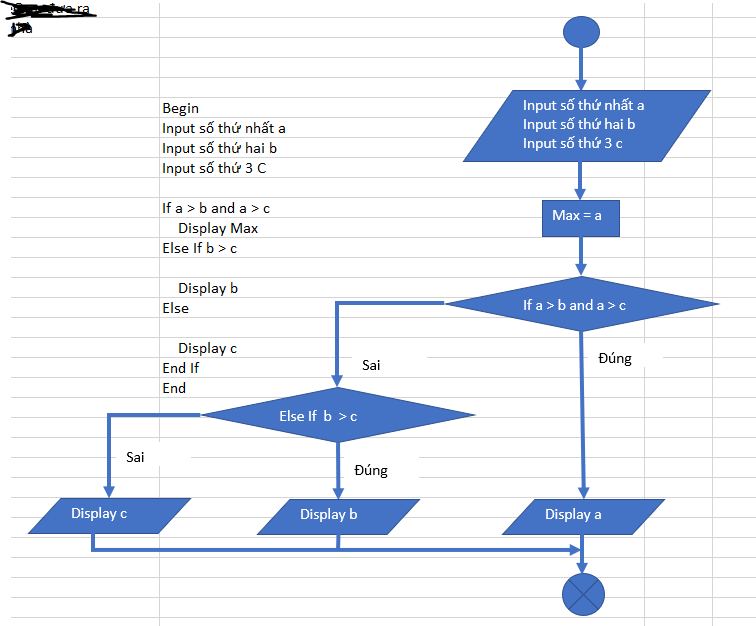 ra
Begin
Input số thứ nhất a
Input số thứ hai b
Input số thứ 3 C
If a > b and a > c
Display Max
Else If b > c
Display b
Else
Display c
End If
End
Input số thứ nhất a
Input số thứ hai b
Input số thứ 3 c
Max = a
If a > b and a > c
Sai
Đúng
Else If b > c
Sai
Đúng
Display c
Display b
Display a